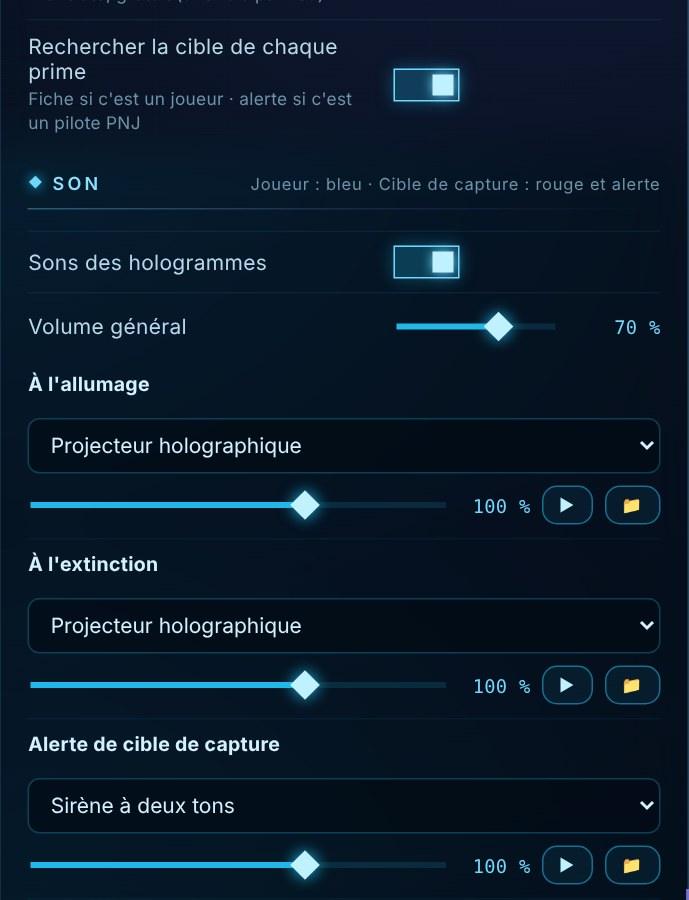 Rechercher la cible de chaque
prime
Fiche si c'est un joueur · alerte si c'est
un pilote PNJ
SON
Joueur : bleu · Cible de capture : rouge et alerte
Sons des hologrammes
Volume général
70 %
À l'allumage
Projecteur holographique
100 %
À l'extinction
Projecteur holographique
100 %
Alerte de cible de capture
Sirène à deux tons
100 %